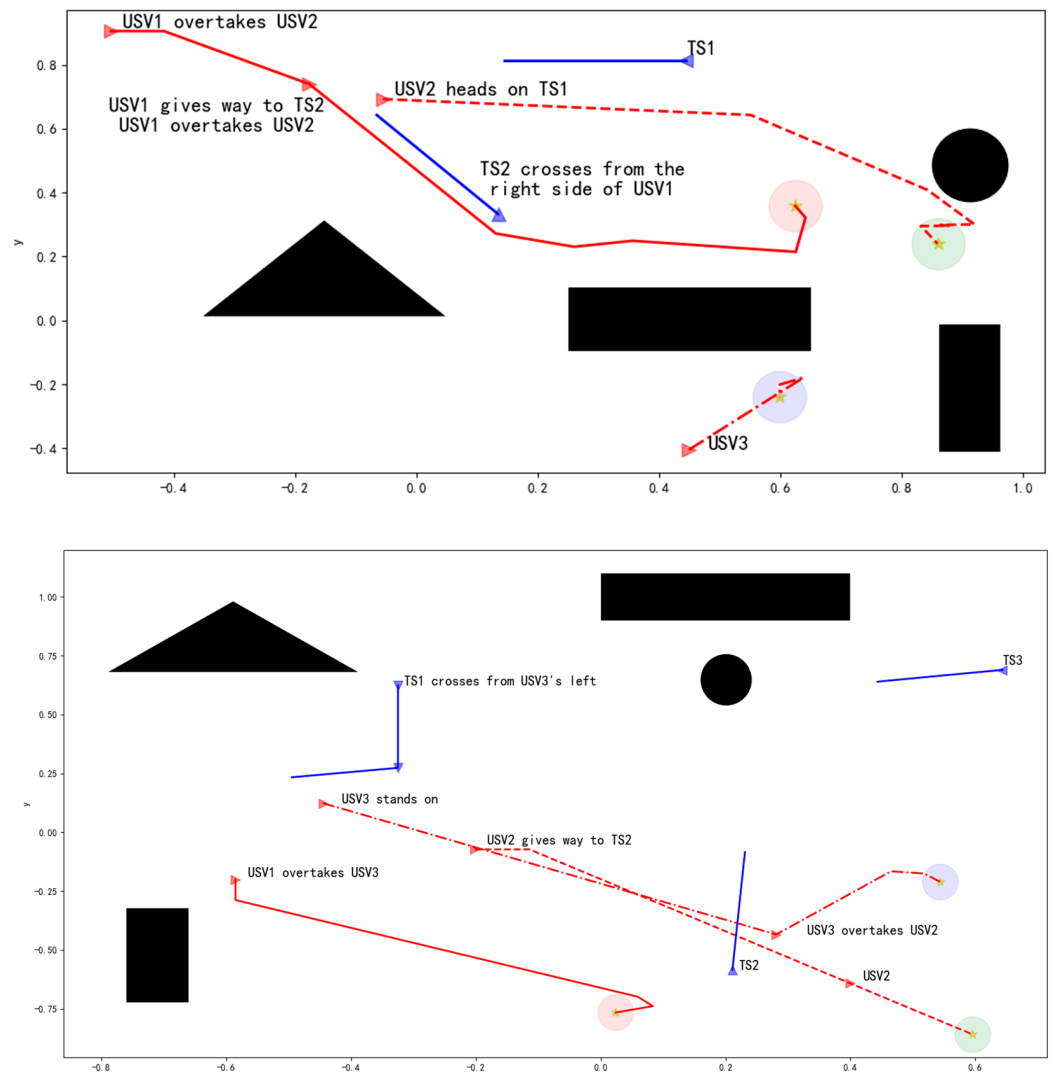 USV1 overtakes USV2
TS1
0.8
USV2 heads on TS1
USV1 gives way to TS2
USV1 overtakes USV2
0.6
TS2 crosses from the
right side of USV1
0.4
y
0.2
0.0
-0.2
USV3
-0.4
-0.4
-0.2
0.0
0.2
0.4
0.6
0.8
1.0
1.00
0.75
TS3
TS1 crosses from USV3's left
0.50
0.25
y
USV3 stands on
0.00
USV2 gives way to TS2
USV1 overtakes USV3
-0.25
USV3 overtakes USV2
-0.50
TS2
USV2
-0.75
-0.8
-0.6
-0.4
-0.2
0.0
0.2
0.4
0.6